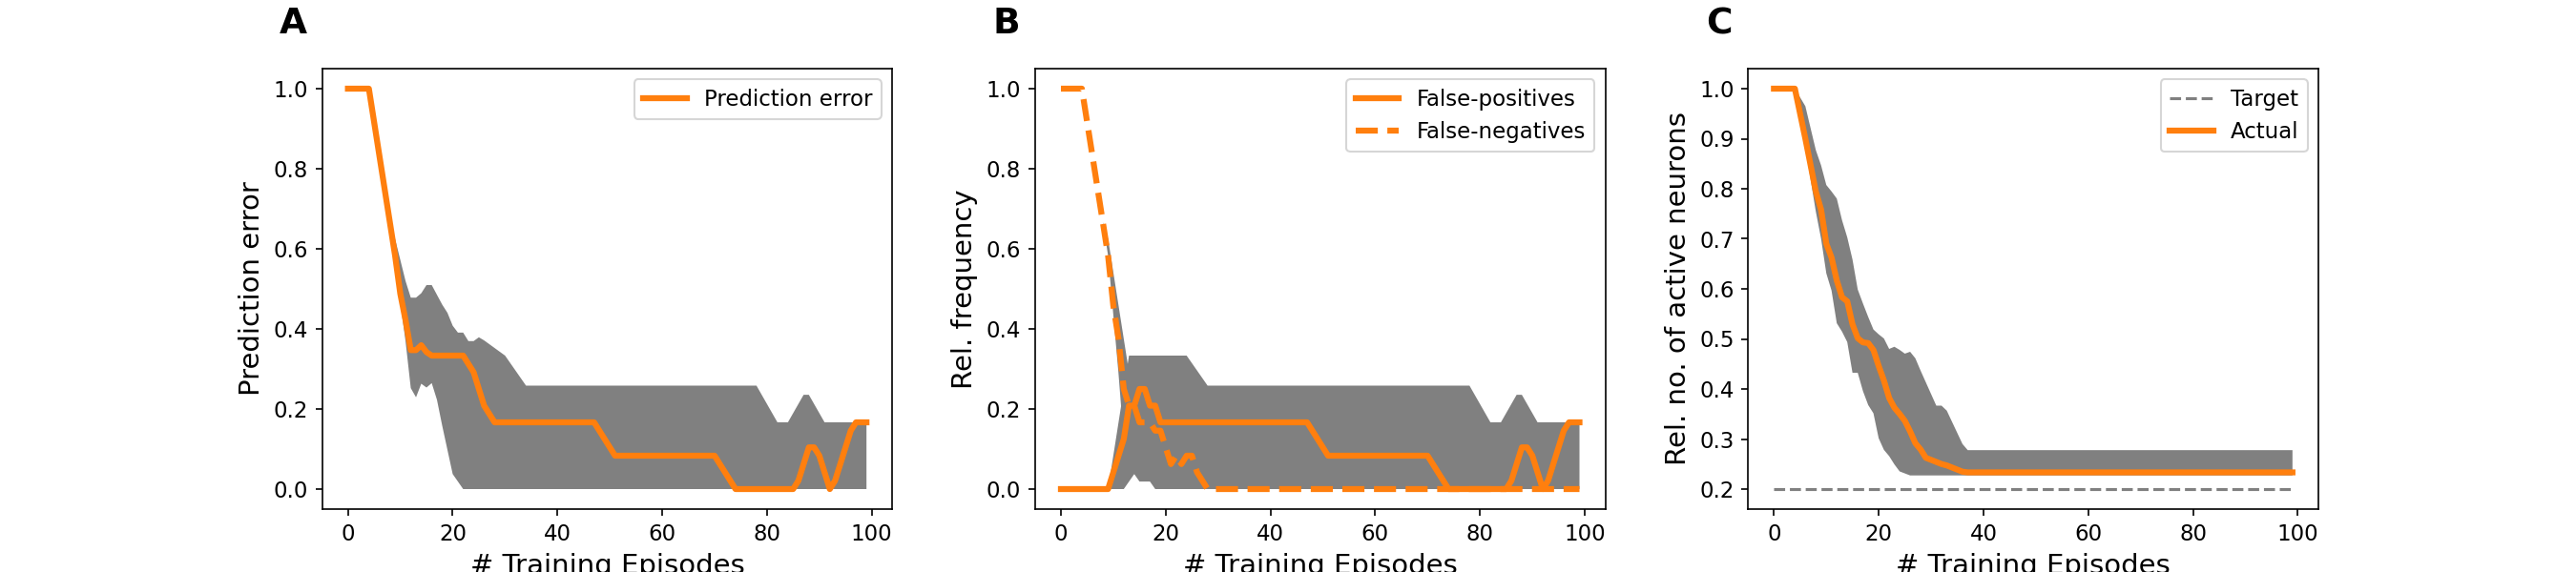 A
B
C
Prediction error
1.0
0.8
0.6
0.4
0.2
0.0
Prediction error
0
20
40
60
80
100
# Training Episodes
Rel. frequency
1.0
0.8
0.6
0.4
0.2
0.0
False-positives
False-negatives
0
20
40
60
80
100
# Training Episodes
Rel. no. of active neurons
1.0
0.9
0.8
0.7
0.6
0.5
0.4
0.3
0.2
Target
Actual
0
20
40
60
80
100
# Training Episodes